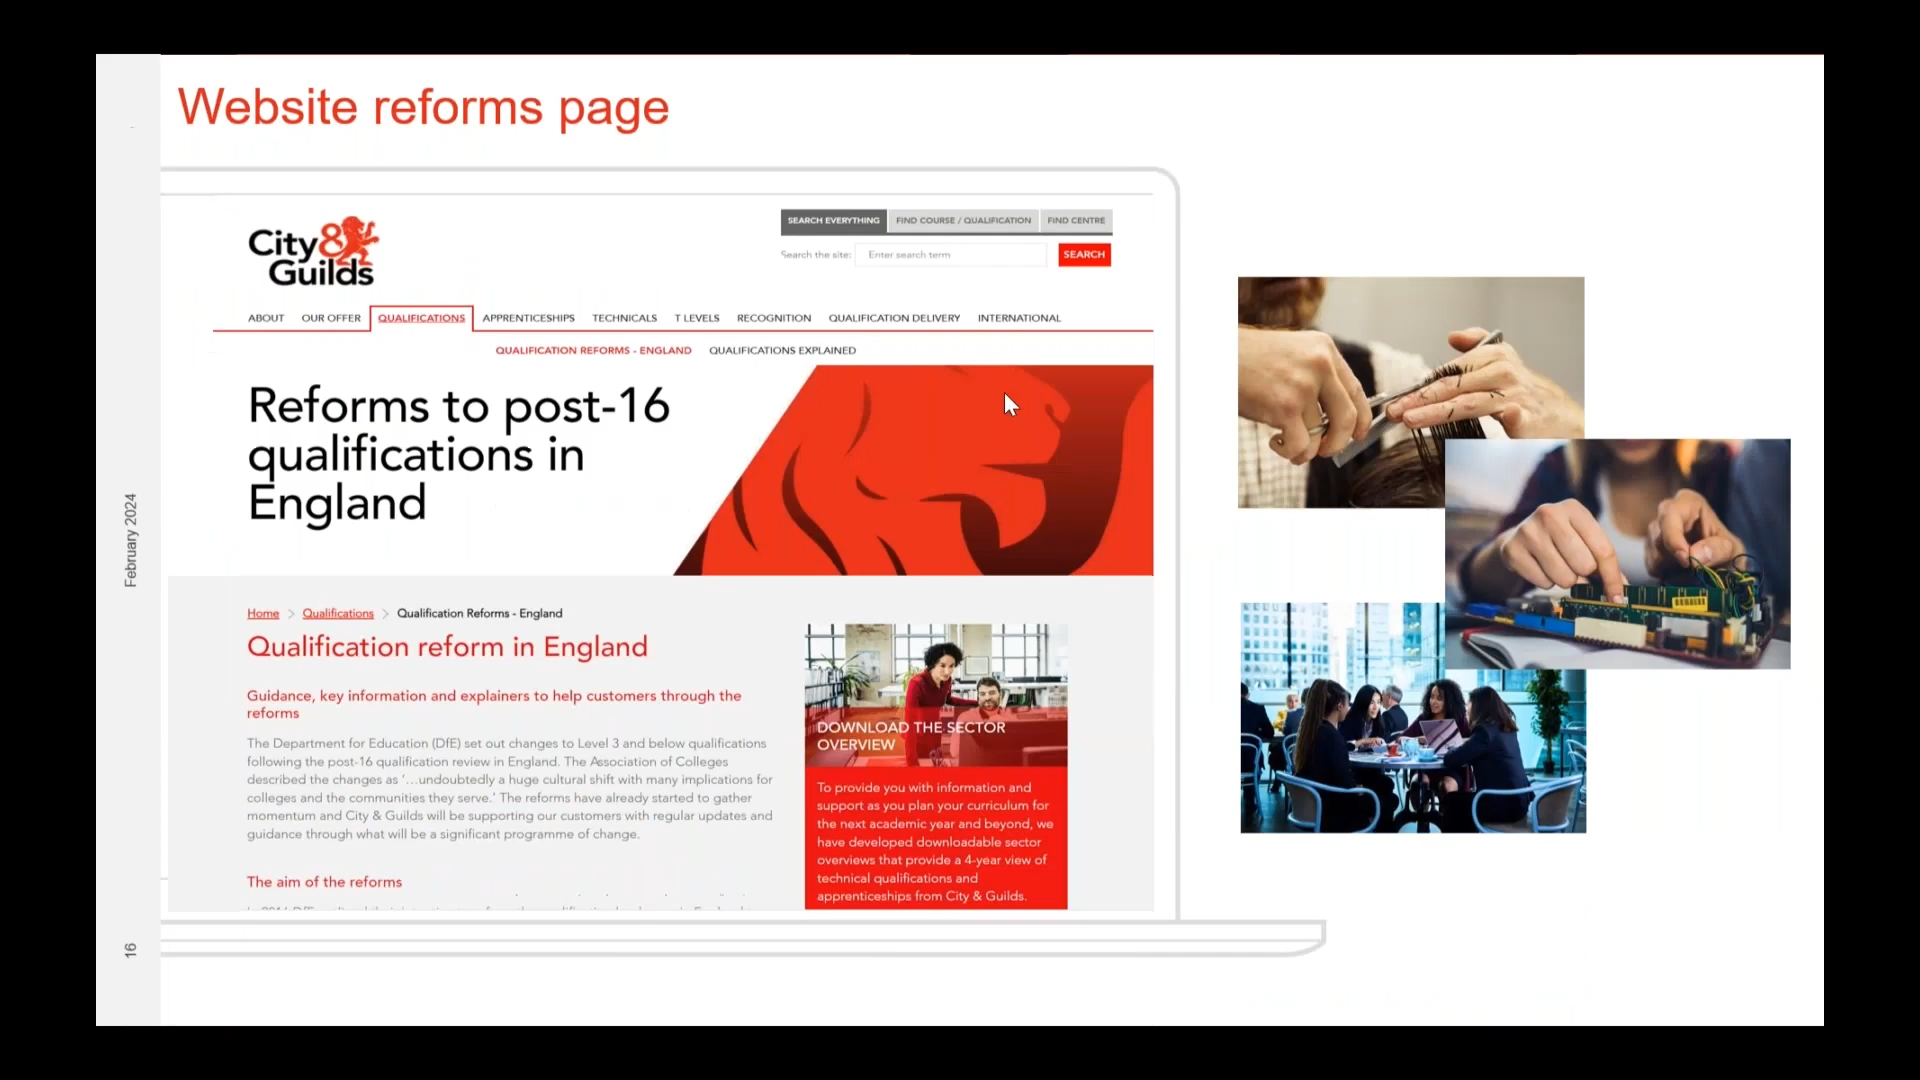 Website reforms page
City&
Guilds
SEARCH EVERYTHING
FIND COURSE / QUALIFICATION
FIND CENTRE
Search the site:
Enter search term
SEARCH
ABOUT
OUR OFFER
QUALIFICATIONS
APPRENTICESHIPS
TECHNICALS
T LEVELS
RECOGNITION
QUALIFICATION DELIVERY
INTERNATIONAL
QUALIFICATION REFORMS - ENGLAND
QUALIFICATIONS EXPLAINED
Reforms to post-16
qualifications in
England
Home > Qualifications > Qualification Reforms - England
Qualification reform in England
Guidance, key information and explainers to help customers through the
reforms
The Department for Education (DfE) set out changes to Level 3 and below qualifications
following the post-16 qualification review in England. The Association of Colleges
described the changes as ‘…undoubtedly a huge cultural shift with many implications for
colleges and the communities they serve.’ The reforms have already started to gather
momentum and City & Guilds will be supporting our customers with regular updates and
guidance through what will be a significant programme of change.
The aim of the reforms
DOWNLOAD THE SECTOR
OVERVIEW
To provide you with information and
support as you plan your curriculum for
the next academic year and beyond, we
have developed downloadable sector
overviews that provide a 4-year view of
technical qualifications and
apprenticeships from City & Guilds.
February 2024
16